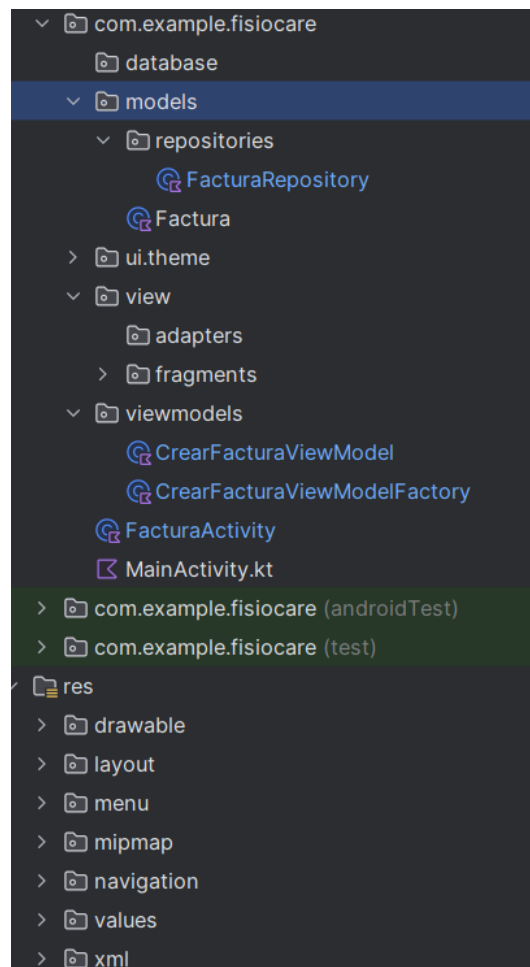 com.example.fisiocare
database
models
repositories
FacturaRepository
Factura
ui.theme
view
adapters
fragments
viewmodels
CrearFacturaViewModel
CrearFacturaViewModelFactory
FacturaActivity
MainActivity.kt
com.example.fisiocare (androidTest)
com.example.fisiocare (test)
res
drawable
layout
menu
mipmap
navigation
values
xml